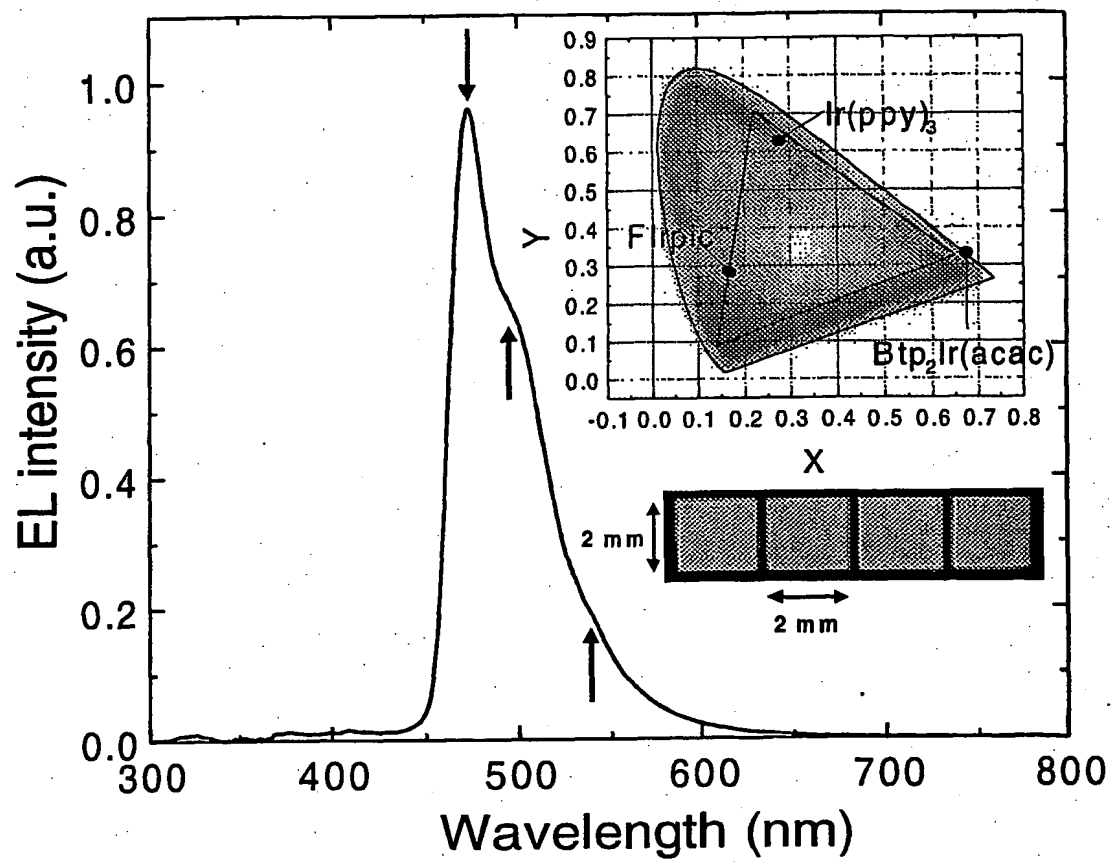 EL intensity (a.u.)
1.0
0.8
0.6
0.4
0.2
0.0
300 400 500 600 700 800
Wavelength (nm)
Y
0.9
0.8
0.7
0.6
0.5
0.4
0.3
0.2
0.1
0.0
-0.1 0.0 0.1 0.2 0.3 0.4 0.5 0.6 0.7 0.8
X
Ir(ppy)₃
FIrpic
Btp₂Ir(acac)
2 mm
2 mm